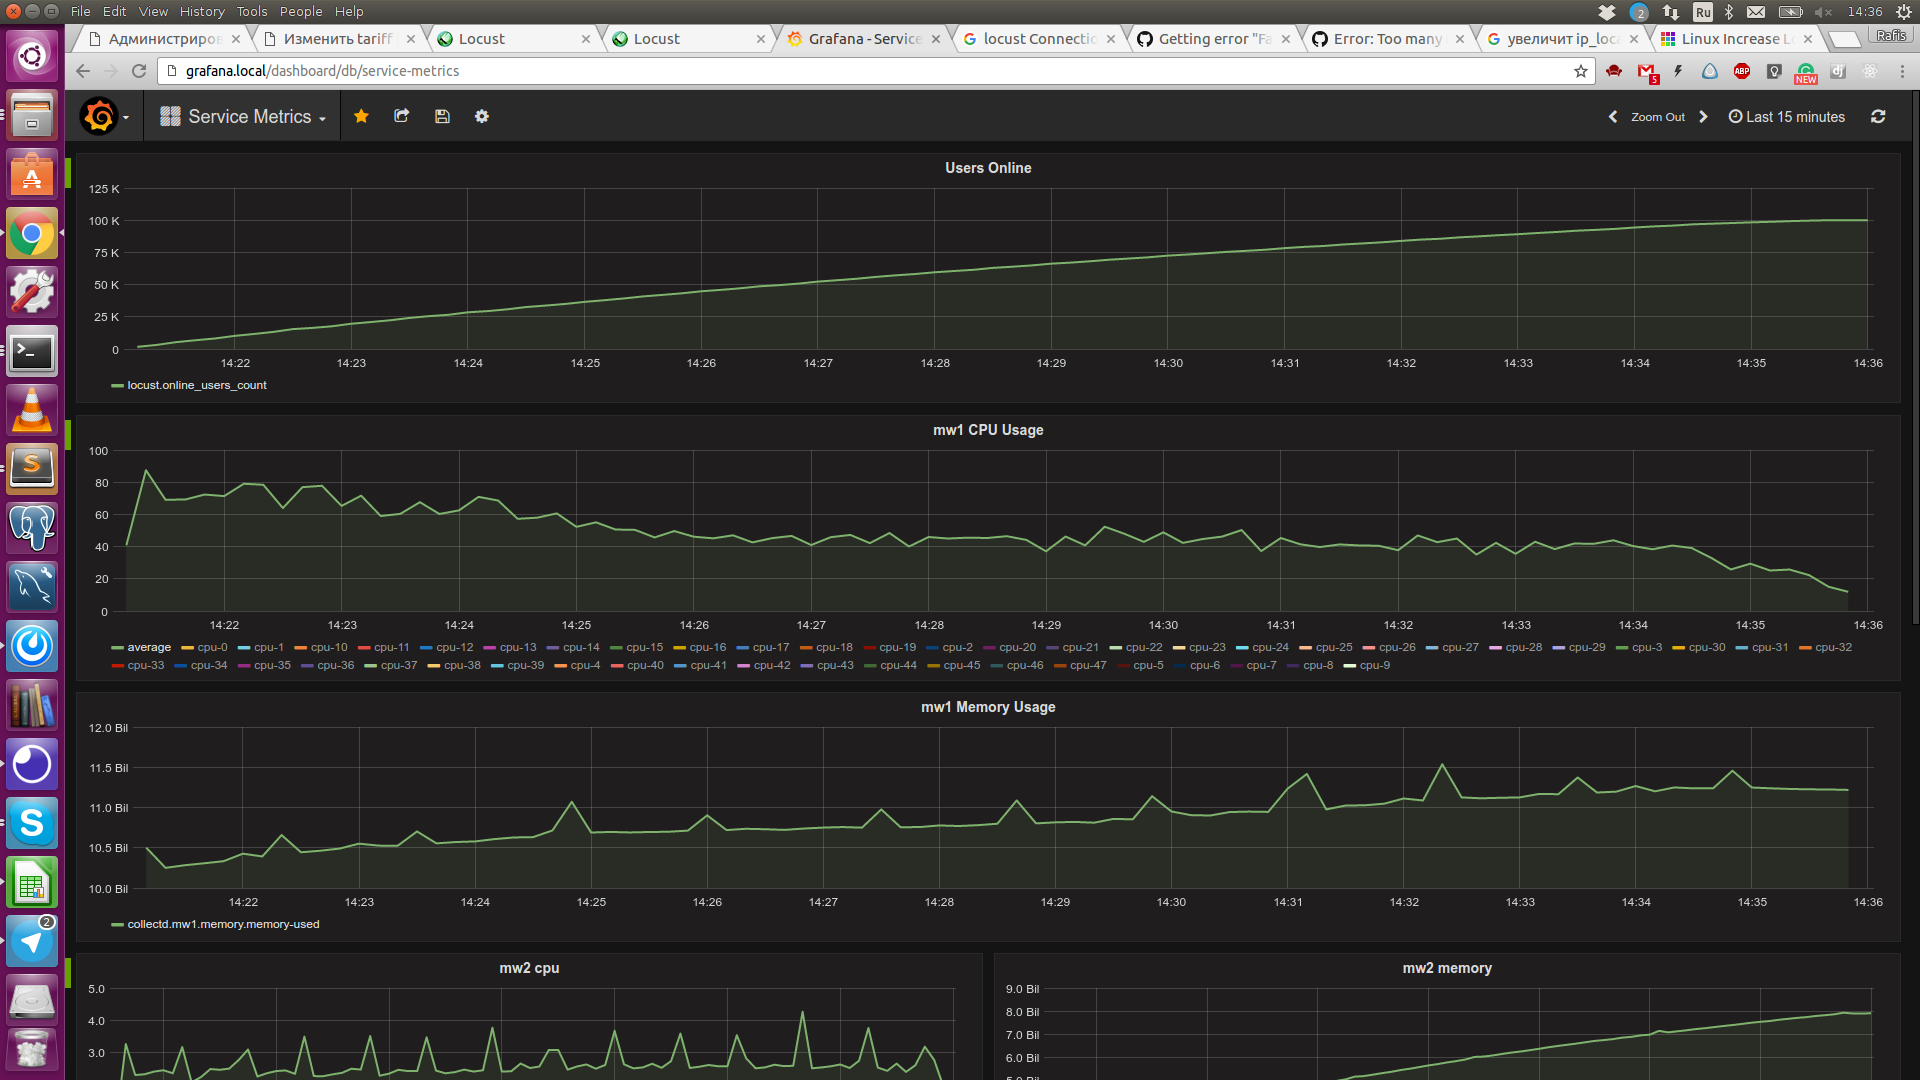 File Edit View History Tools People Help
2 Ru 14:36
Администриров Изменить tariff Locust Locust Grafana - Service locust Connectio Getting error "Fa Error: Too many увеличит ip_loca Linux Increase Lo Rafis
grafana.local/dashboard/db/service-metrics
5 ABP NEW dj
Service Metrics Zoom Out Last 15 minutes
Users Online
125 K
100 K
75 K
50 K
25 K
0
14:22 14:23 14:24 14:25 14:26 14:27 14:28 14:29 14:30 14:31 14:32 14:33 14:34 14:35 14:36
locust.online_users_count
mw1 CPU Usage
100
80
60
40
20
0
14:22 14:23 14:24 14:25 14:26 14:27 14:28 14:29 14:30 14:31 14:32 14:33 14:34 14:35 14:36
average cpu-0 cpu-1 cpu-10 cpu-11 cpu-12 cpu-13 cpu-14 cpu-15 cpu-16 cpu-17 cpu-18 cpu-19 cpu-2 cpu-20 cpu-21 cpu-22 cpu-23 cpu-24 cpu-25 cpu-26 cpu-27 cpu-28 cpu-29 cpu-3 cpu-30 cpu-31 cpu-32
cpu-33 cpu-34 cpu-35 cpu-36 cpu-37 cpu-38 cpu-39 cpu-4 cpu-40 cpu-41 cpu-42 cpu-43 cpu-44 cpu-45 cpu-46 cpu-47 cpu-5 cpu-6 cpu-7 cpu-8 cpu-9
mw1 Memory Usage
12.0 Bil
11.5 Bil
11.0 Bil
10.5 Bil
10.0 Bil
14:22 14:23 14:24 14:25 14:26 14:27 14:28 14:29 14:30 14:31 14:32 14:33 14:34 14:35 14:36
collectd.mw1.memory.memory-used
2
mw2 cpu
5.0
4.0
3.0
mw2 memory
9.0 Bil
8.0 Bil
7.0 Bil
6.0 Bil
5.0 Bil